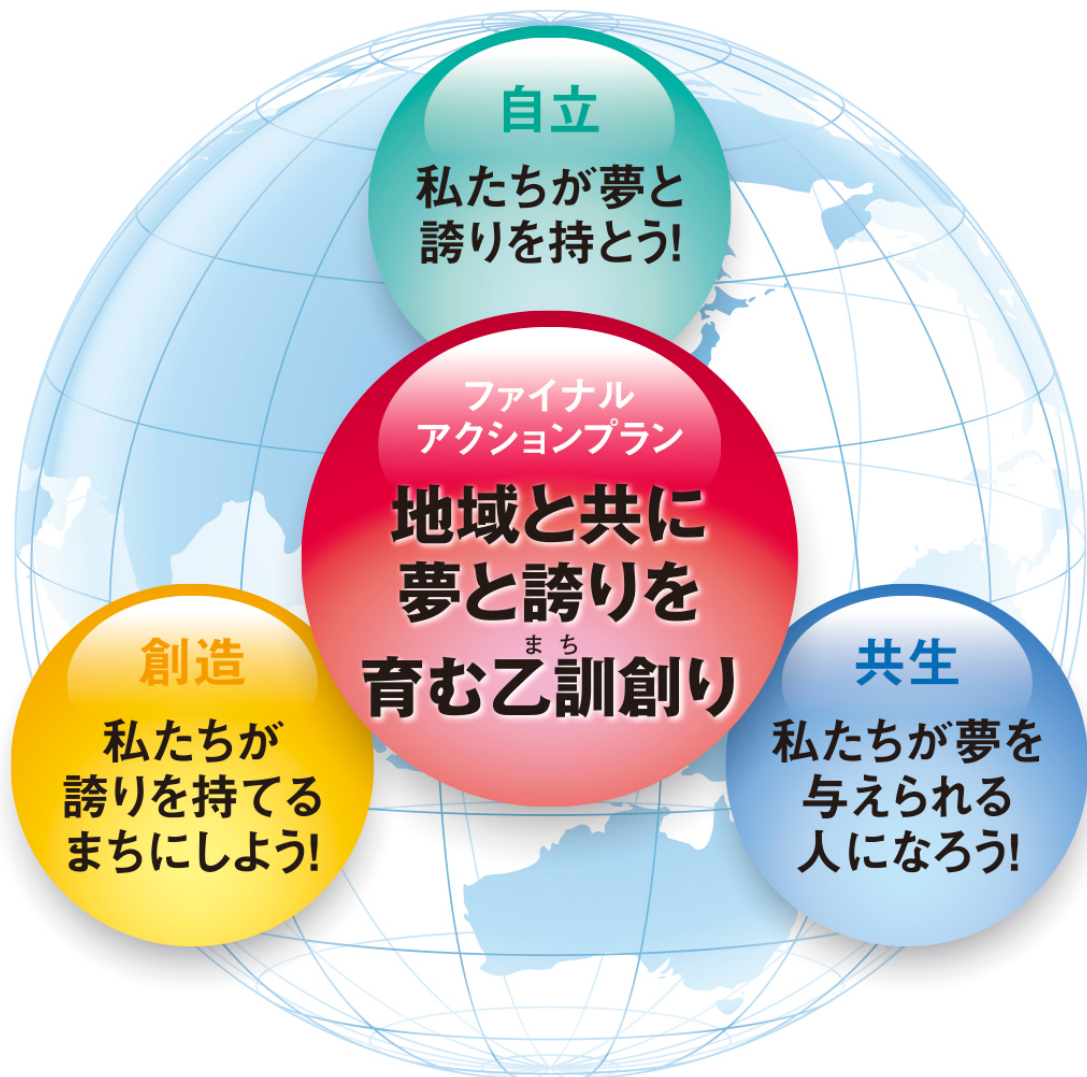 自立
私たちが夢と
誇りを持とう!
ファイナル
アクションプラン
地域と共に
夢と誇りを
まち
育む乙訓創り
創造
私たちが
誇りを持てる
まちにしよう!
共生
私たちが夢を
与えられる
人になろう!